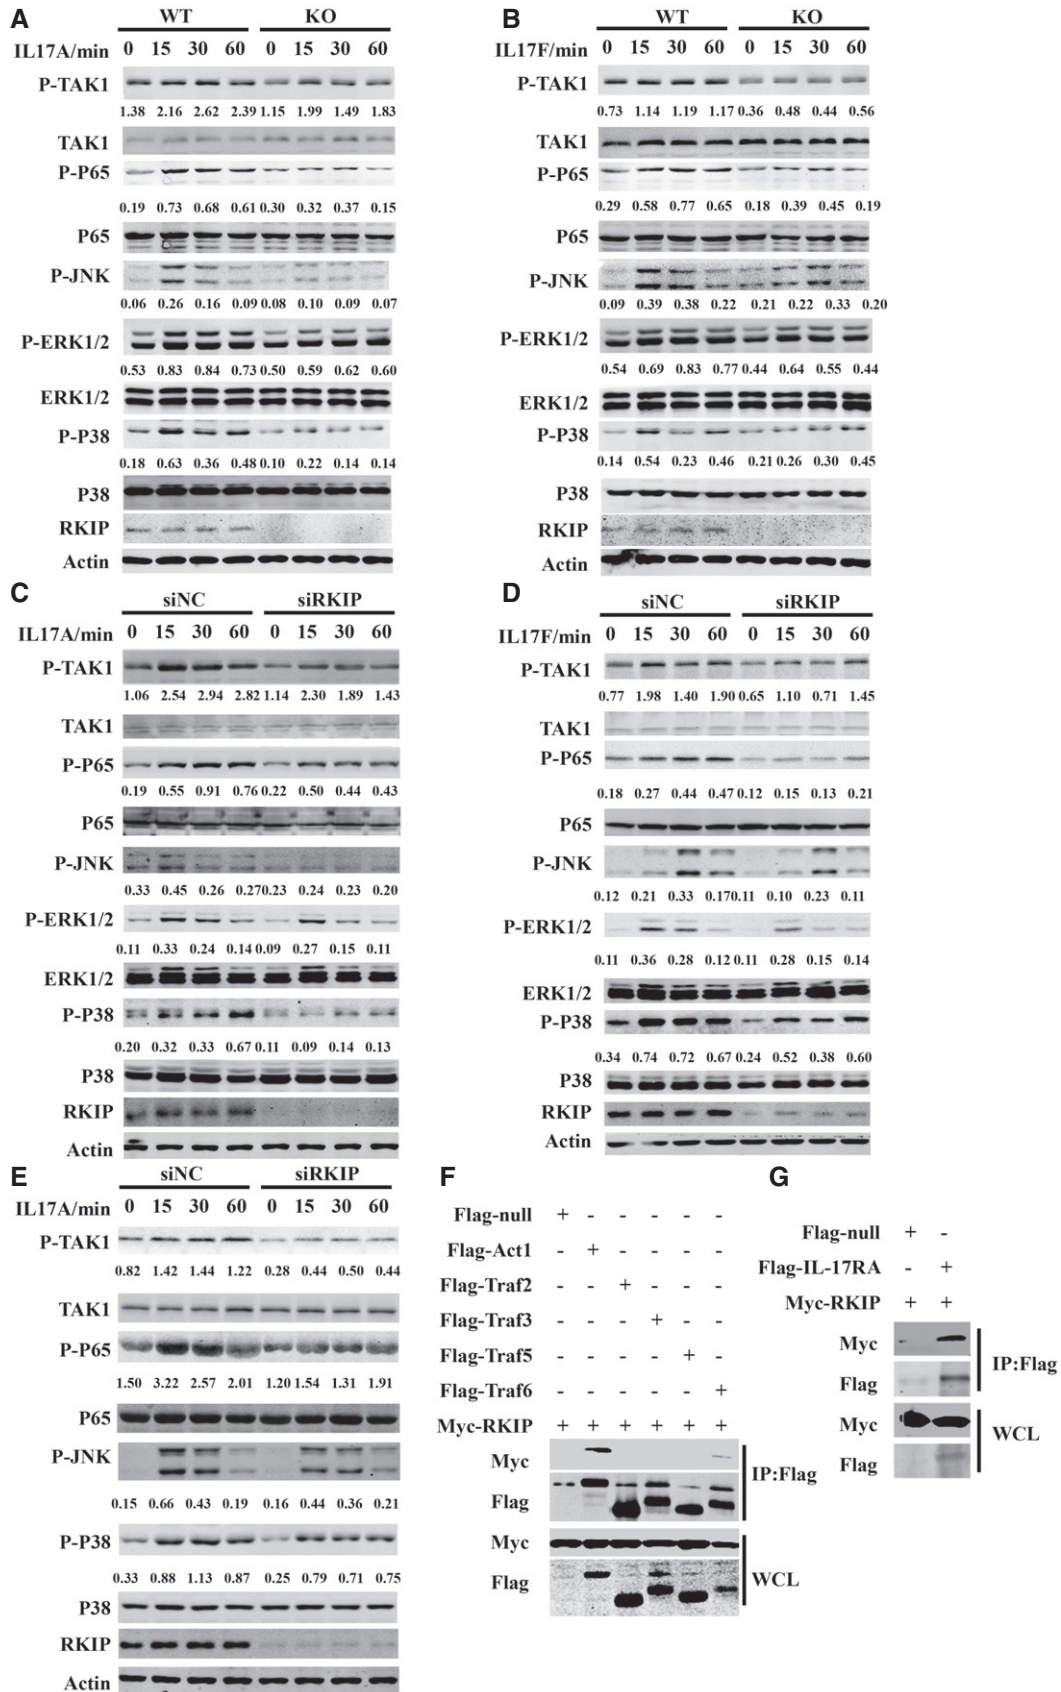 A
WT KO
IL17A/min 0 15 30 60 0 15 30 60
P-TAK1
1.38 2.16 2.62 2.39 1.15 1.99 1.49 1.83
TAK1
P-P65
0.19 0.73 0.68 0.61 0.30 0.32 0.37 0.15
P65
P-JNK
0.06 0.26 0.16 0.09 0.08 0.10 0.09 0.07
P-ERK1/2
0.53 0.83 0.84 0.73 0.50 0.59 0.62 0.60
ERK1/2
P-P38
0.18 0.63 0.36 0.48 0.10 0.22 0.14 0.14
P38
RKIP
Actin
B
WT KO
IL17F/min 0 15 30 60 0 15 30 60
P-TAK1
0.73 1.14 1.19 1.17 0.36 0.48 0.44 0.56
TAK1
P-P65
0.29 0.58 0.77 0.65 0.18 0.39 0.45 0.19
P65
P-JNK
0.09 0.39 0.38 0.22 0.21 0.22 0.33 0.20
P-ERK1/2
0.54 0.69 0.83 0.77 0.44 0.64 0.55 0.44
ERK1/2
P-P38
0.14 0.54 0.23 0.46 0.21 0.26 0.30 0.45
P38
RKIP
Actin
C
siNC siRKIP
IL17A/min 0 15 30 60 0 15 30 60
P-TAK1
1.06 2.54 2.94 2.82 1.14 2.30 1.89 1.43
TAK1
P-P65
0.19 0.55 0.91 0.76 0.22 0.50 0.44 0.43
P65
P-JNK
0.33 0.45 0.26 0.27 0.23 0.24 0.23 0.20
P-ERK1/2
0.11 0.33 0.24 0.14 0.09 0.27 0.15 0.11
ERK1/2
P-P38
0.20 0.32 0.33 0.67 0.11 0.09 0.14 0.13
P38
RKIP
Actin
D
siNC siRKIP
IL17F/min 0 15 30 60 0 15 30 60
P-TAK1
0.77 1.98 1.40 1.90 0.65 1.10 0.71 1.45
TAK1
P-P65
0.18 0.27 0.44 0.47 0.12 0.15 0.13 0.21
P65
P-JNK
0.12 0.21 0.33 0.17 0.11 0.10 0.23 0.11
P-ERK1/2
0.11 0.36 0.28 0.12 0.11 0.28 0.15 0.14
ERK1/2
P-P38
0.34 0.74 0.72 0.67 0.24 0.52 0.38 0.60
P38
RKIP
Actin
E
siNC siRKIP
IL17A/min 0 15 30 60 0 15 30 60
P-TAK1
0.82 1.42 1.44 1.22 0.28 0.44 0.50 0.44
TAK1
P-P65
1.50 3.22 2.57 2.01 1.20 1.54 1.31 1.91
P65
P-JNK
0.15 0.66 0.43 0.19 0.16 0.44 0.36 0.21
P-P38
0.33 0.88 1.13 0.87 0.25 0.79 0.71 0.75
P38
RKIP
Actin
F
Flag-null + - - - - -
Flag-Act1 - + - - - -
Flag-Traf2 - - + - - -
Flag-Traf3 - - - + - -
Flag-Traf5 - - - - + -
Flag-Traf6 - - - - - +
Myc-RKIP + + + + + +
Myc
IP:Flag
Flag
Myc
WCL
Flag
G
Flag-null + -
Flag-IL-17RA - +
Myc-RKIP + +
Myc
IP:Flag
Flag
Myc
WCL
Flag